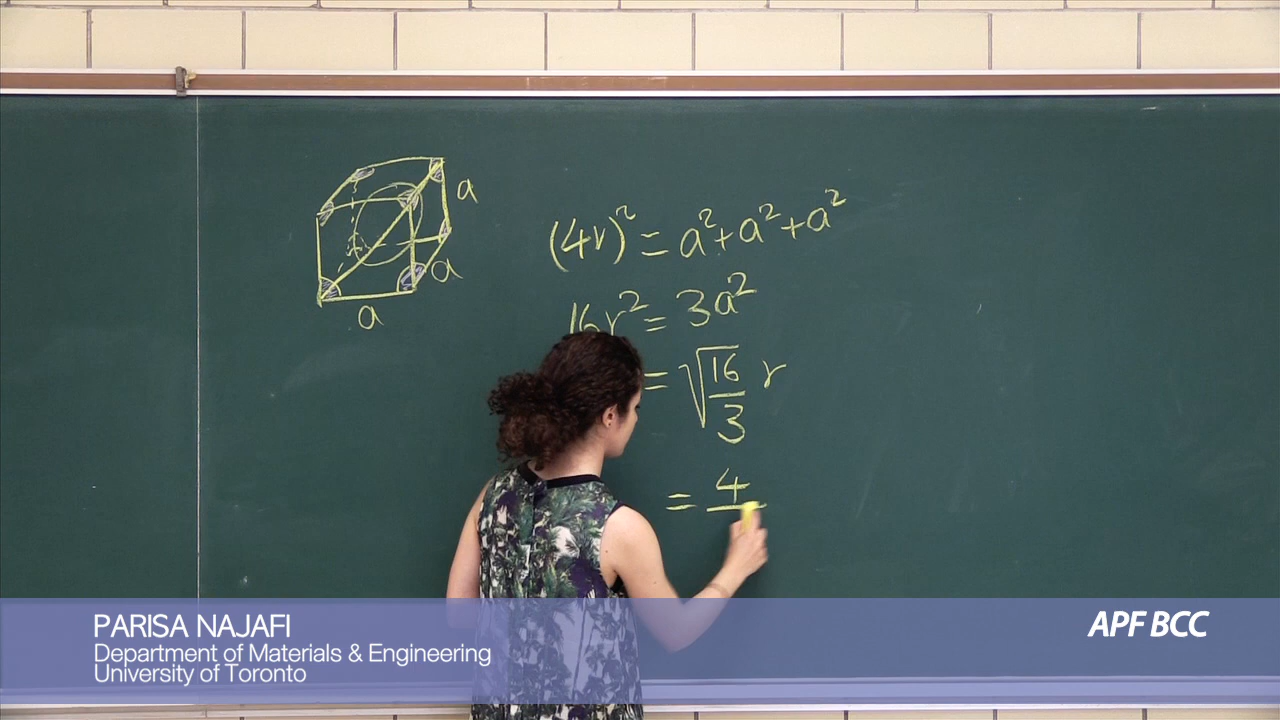 a
a
a
(4r)² = a² + a² + a²
16r² = 3a²
= √16/3 r
= 4
PARISA NAJAFI
Department of Materials & Engineering
University of Toronto
APF BCC